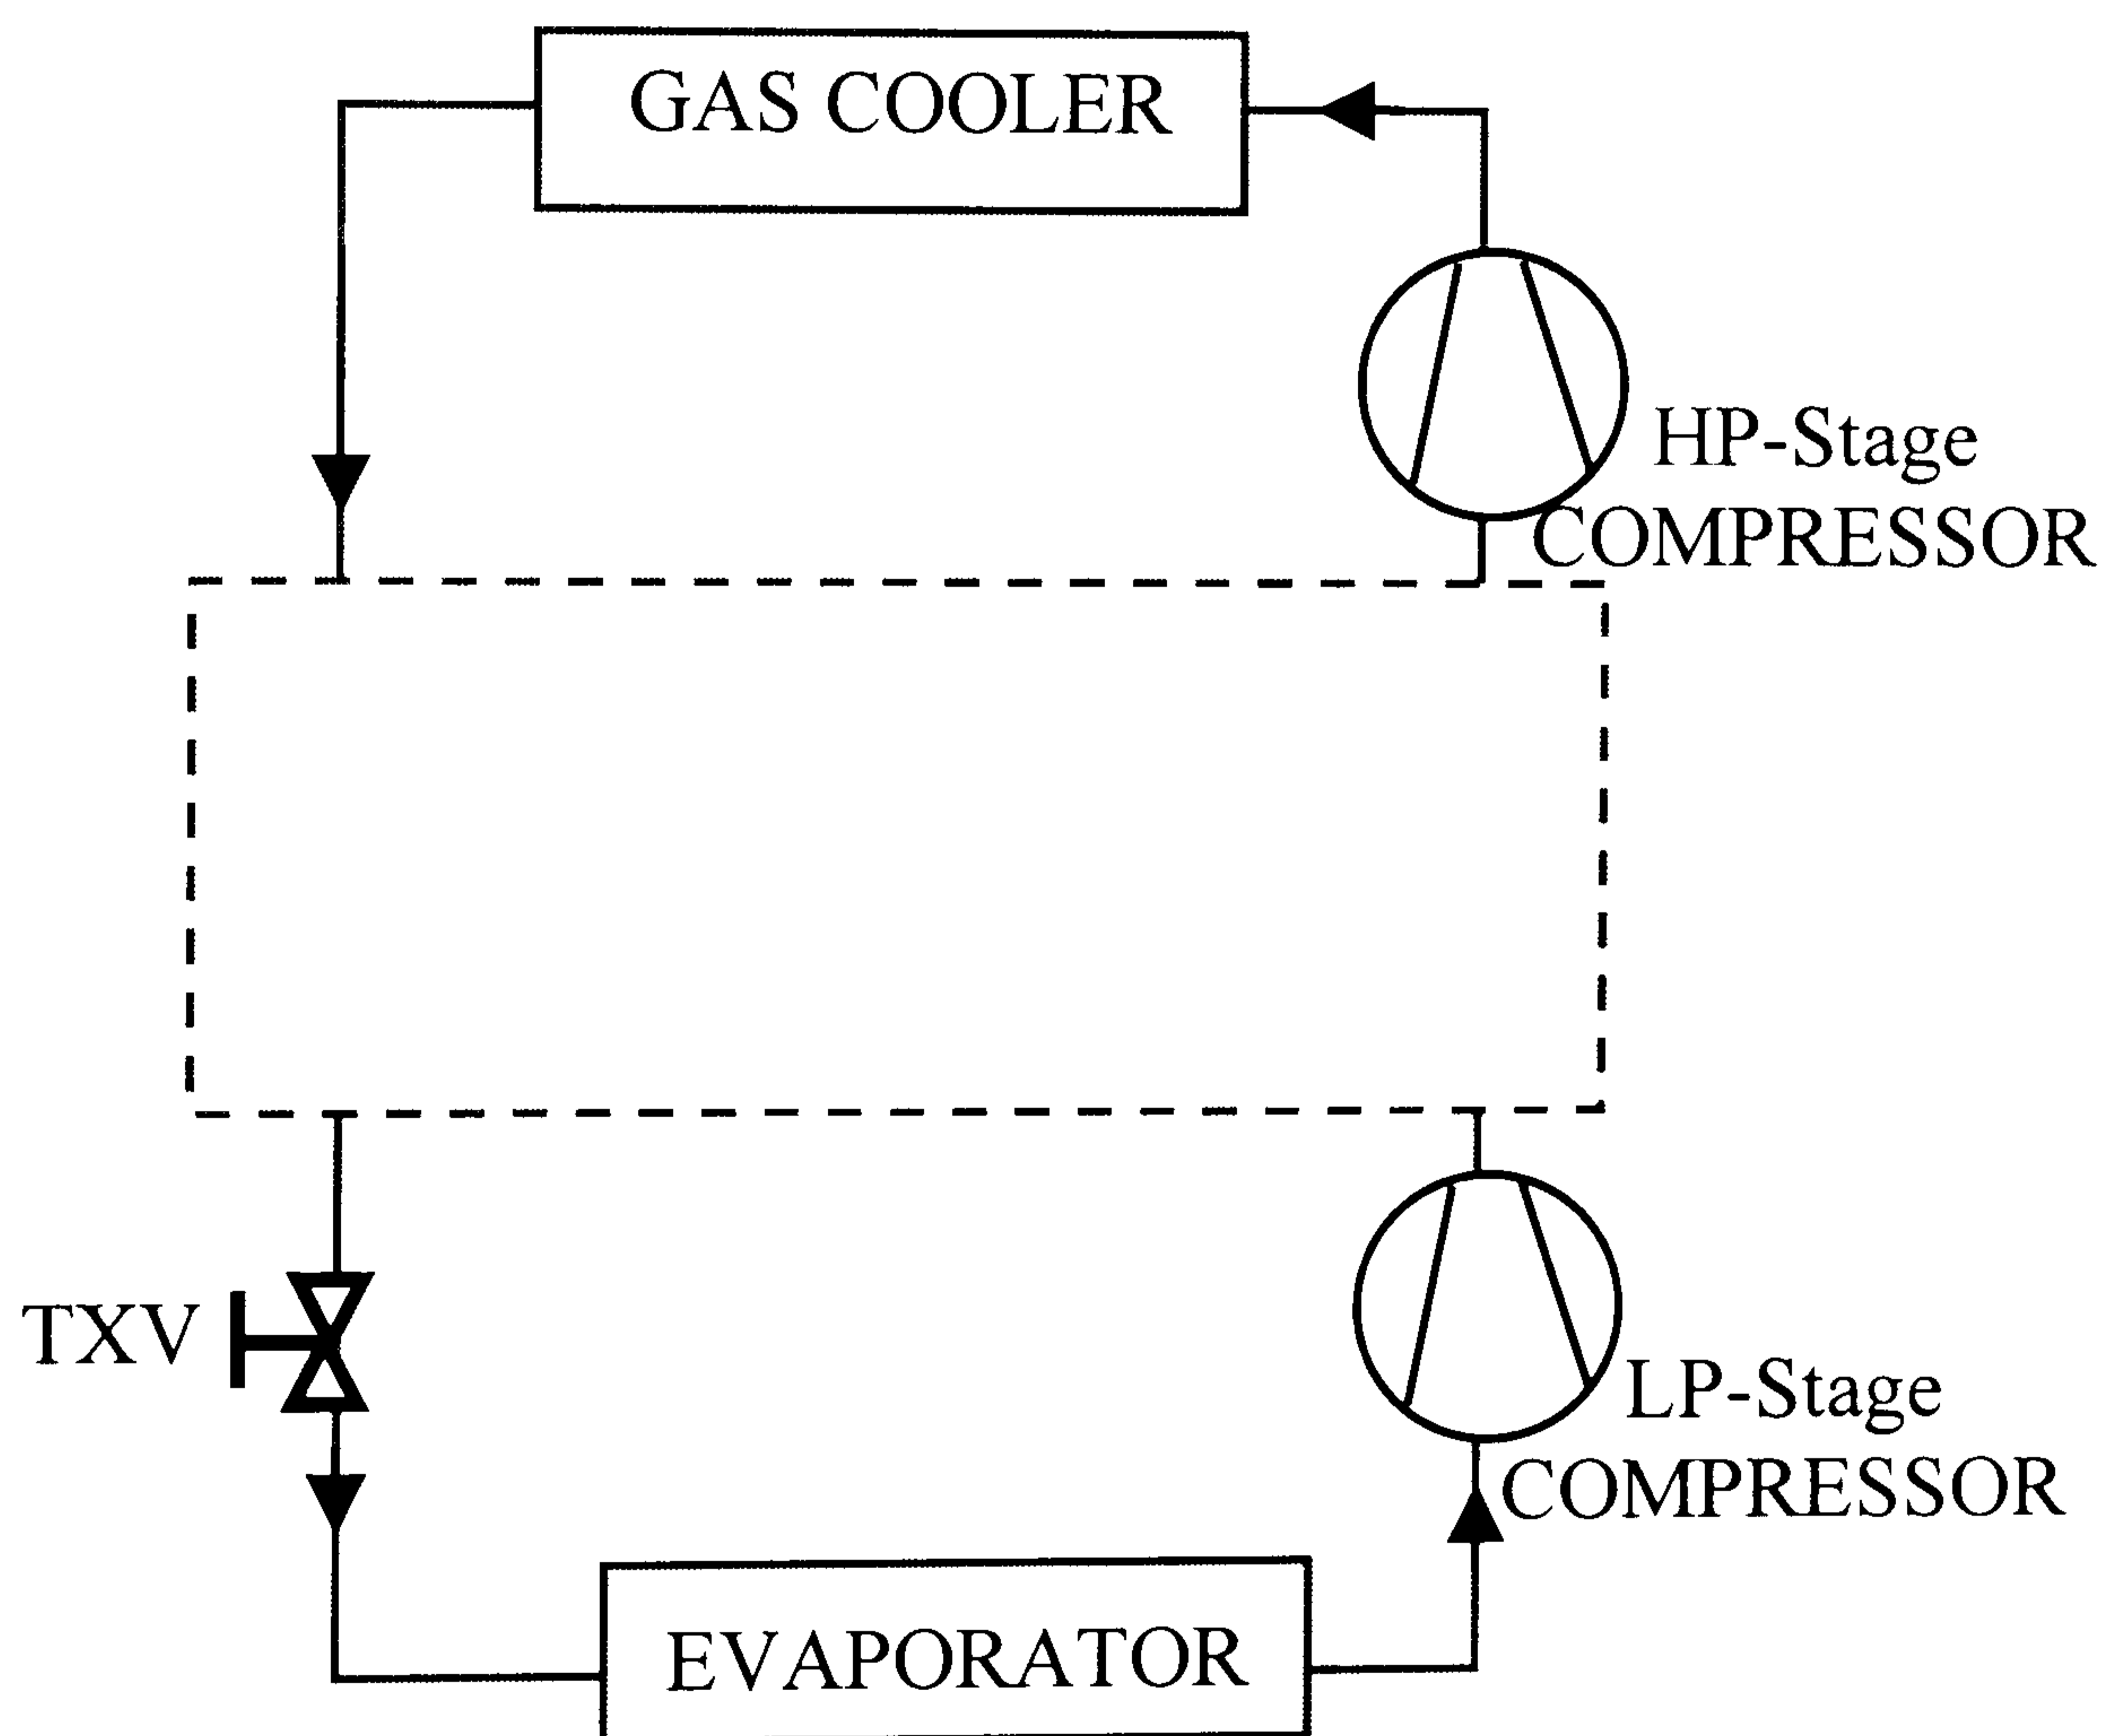 GAS COOLER
HP-Stage
COMPRESSOR
TXV
LP-Stage
COMPRESSOR
EVAPORATOR